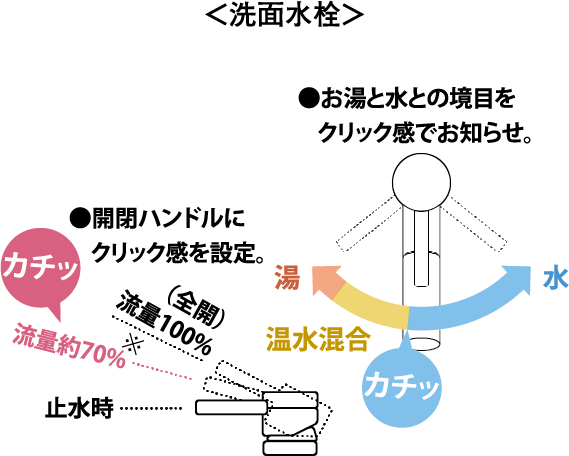 ＜洗面水栓＞
●お湯と水との境目を
クリック感でお知らせ。
●開閉ハンドルに
クリック感を設定。
カチッ
(全開)
流量100%
流量約70%※
止水時
湯
水
温水混合
カチッ